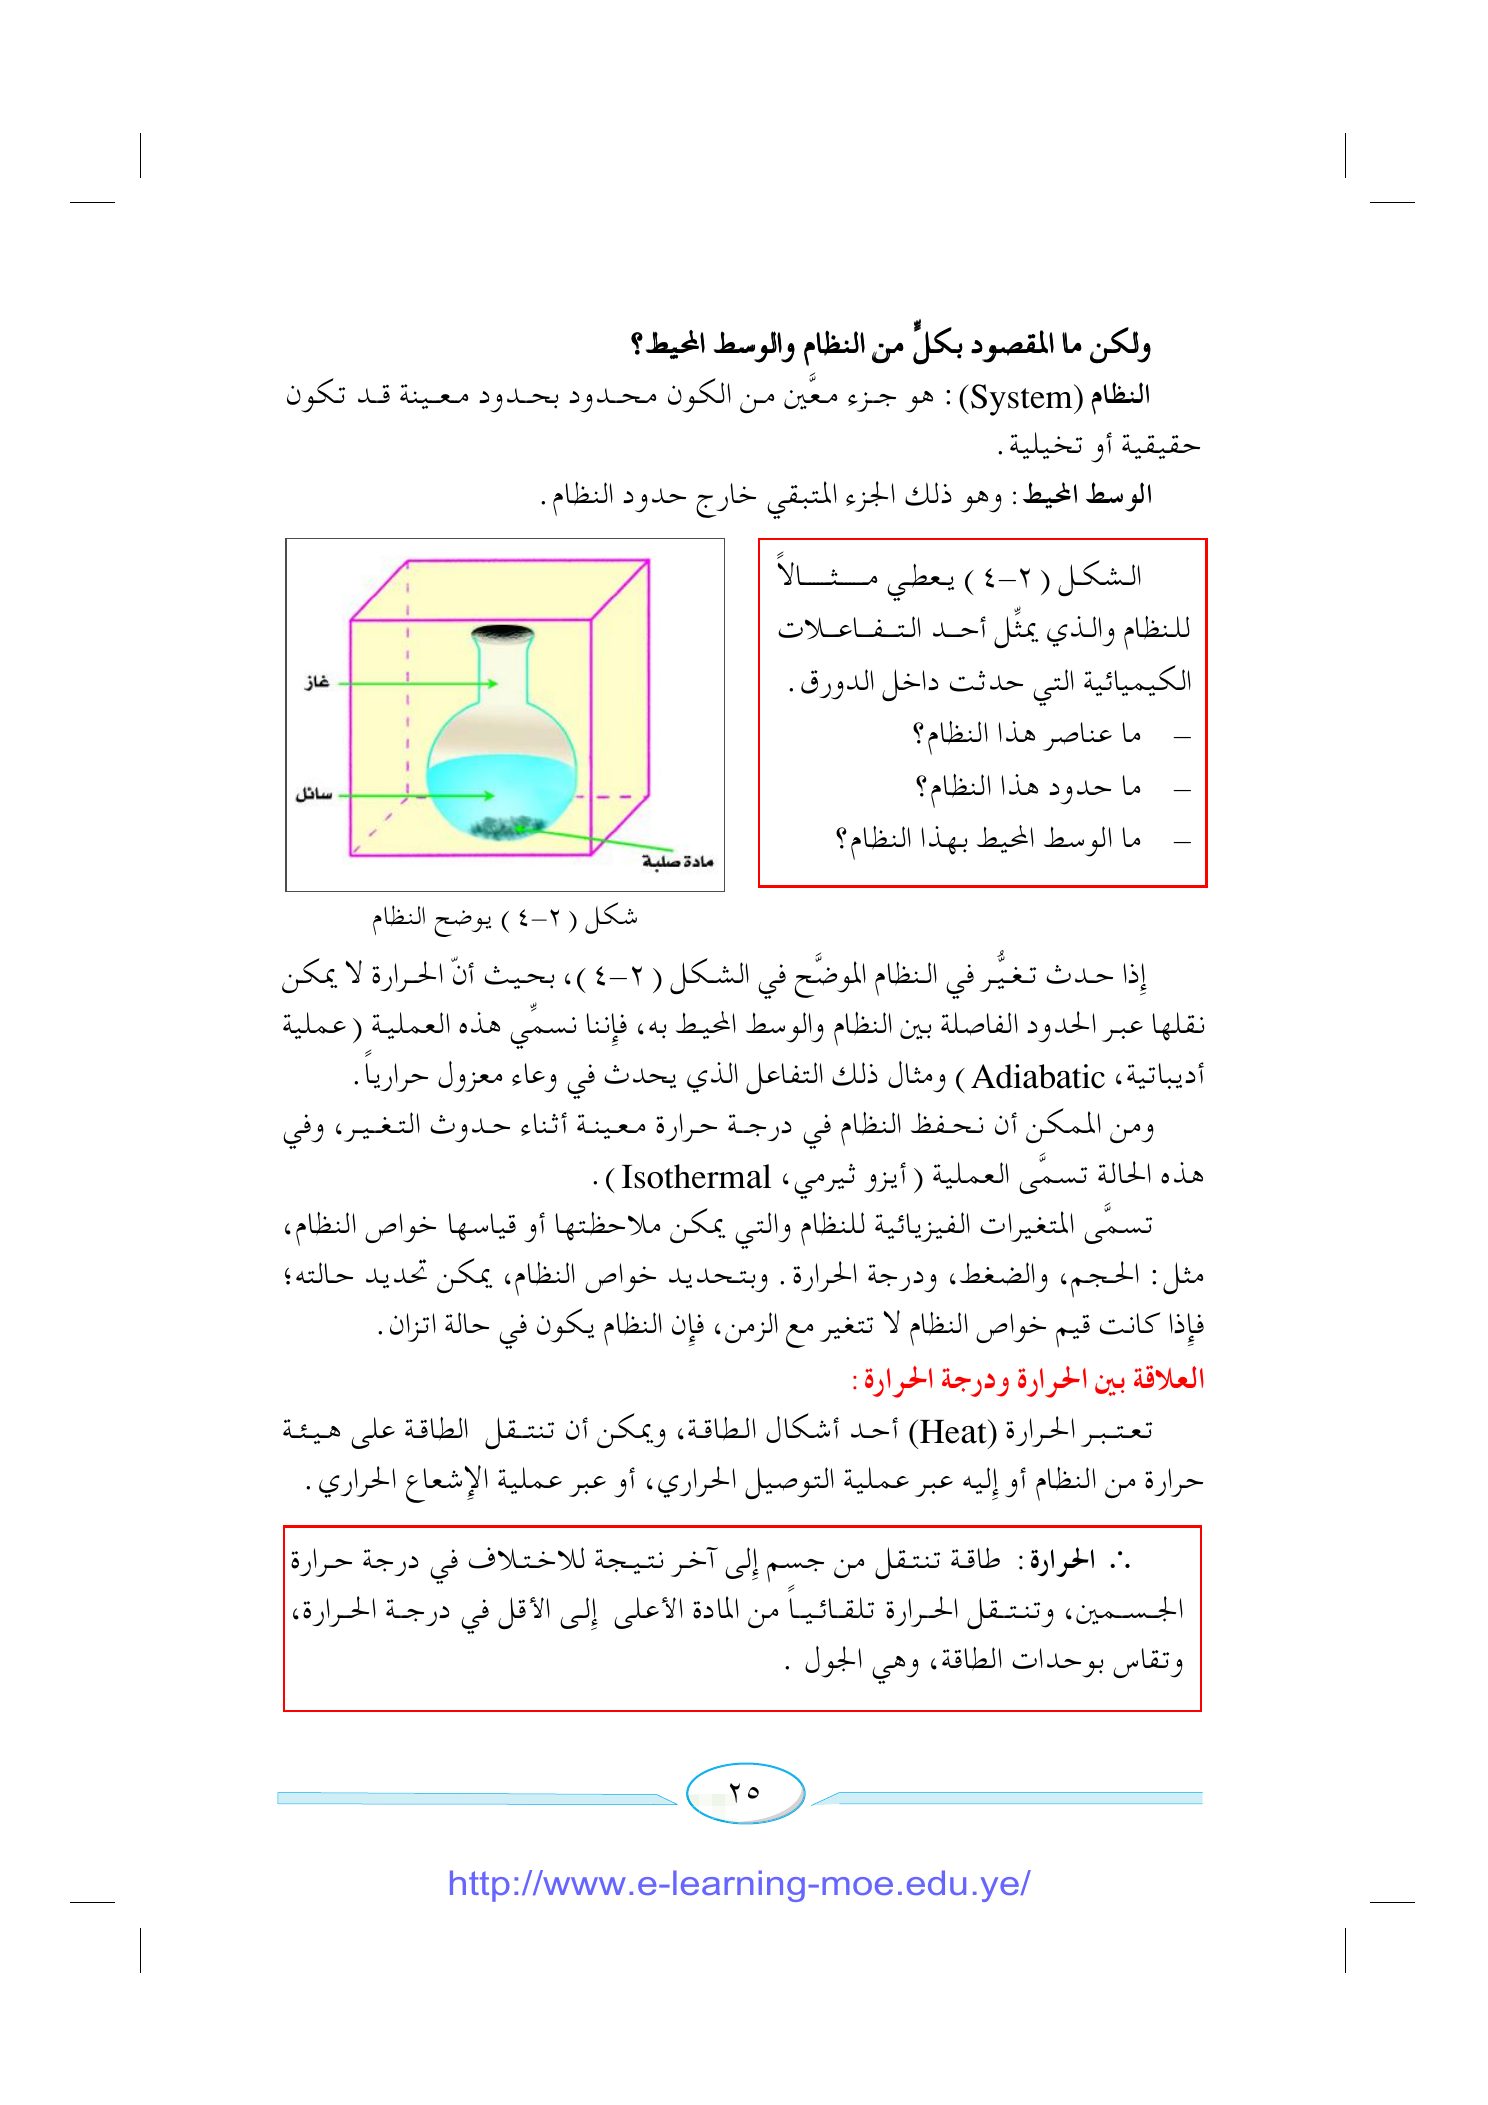 ولكن ما المقصود بكلٍّ من النظام والوسط المحيط؟
النظام (System) : هو جزء معَّين من الكون محدود بحدود معينة قد تكون
حقيقية أو تخيلية .
الوسط المحيط : وهو ذلك الجزء المتبقي خارج حدود النظام .
الشكل ( ٢–٤ ) يعطي مثالاً
للنظام والذي يمثِّل أحد التفاعلات
الكيميائية التي حدثت داخل الدورق .
– ما عناصر هذا النظام؟
– ما حدود هذا النظام؟
– ما الوسط المحيط بهذا النظام؟
غاز
سائل
مادة صلبة
شكل ( ٢–٤ ) يوضح النظام
إِذا حدث تغيُّر في النظام الموضَّح في الشكل ( ٢–٤ )، بحيث أنّ الحرارة لا يمكن
نقلها عبر الحدود الفاصلة بين النظام والوسط المحيط به، فإِننا نسمِّي هذه العملية ( عملية
أديباتية، Adiabatic ) ومثال ذلك التفاعل الذي يحدث في وعاء معزول حرارياً .
ومن الممكن أن نحفظ النظام في درجة حرارة معينة أثناء حدوث التغير، وفي
هذه الحالة تسمَّى العملية ( أيزو ثيرمي، Isothermal ) .
تسمَّى المتغيرات الفيزيائية للنظام والتي يمكن ملاحظتها أو قياسها خواص النظام،
مثل : الحجم، والضغط، ودرجة الحرارة . وبتحديد خواص النظام، يمكن تحديد حالته؛
فإِذا كانت قيم خواص النظام لا تتغير مع الزمن، فإِن النظام يكون في حالة اتزان .
العلاقة بين الحرارة ودرجة الحرارة :
تعتبر الحرارة (Heat) أحد أشكال الطاقة، ويمكن أن تنتقل الطاقة على هيئة
حرارة من النظام أو إِليه عبر عملية التوصيل الحراري، أو عبر عملية الإِشعاع الحراري .
∴ الحرارة : طاقة تنتقل من جسم إِلى آخر نتيجة للاختلاف في درجة حرارة
الجسمين، وتنتقل الحرارة تلقائياً من المادة الأعلى إِلى الأقل في درجة الحرارة،
وتقاس بوحدات الطاقة، وهي الجول .
٢٥
http://www.e-learning-moe.edu.ye/